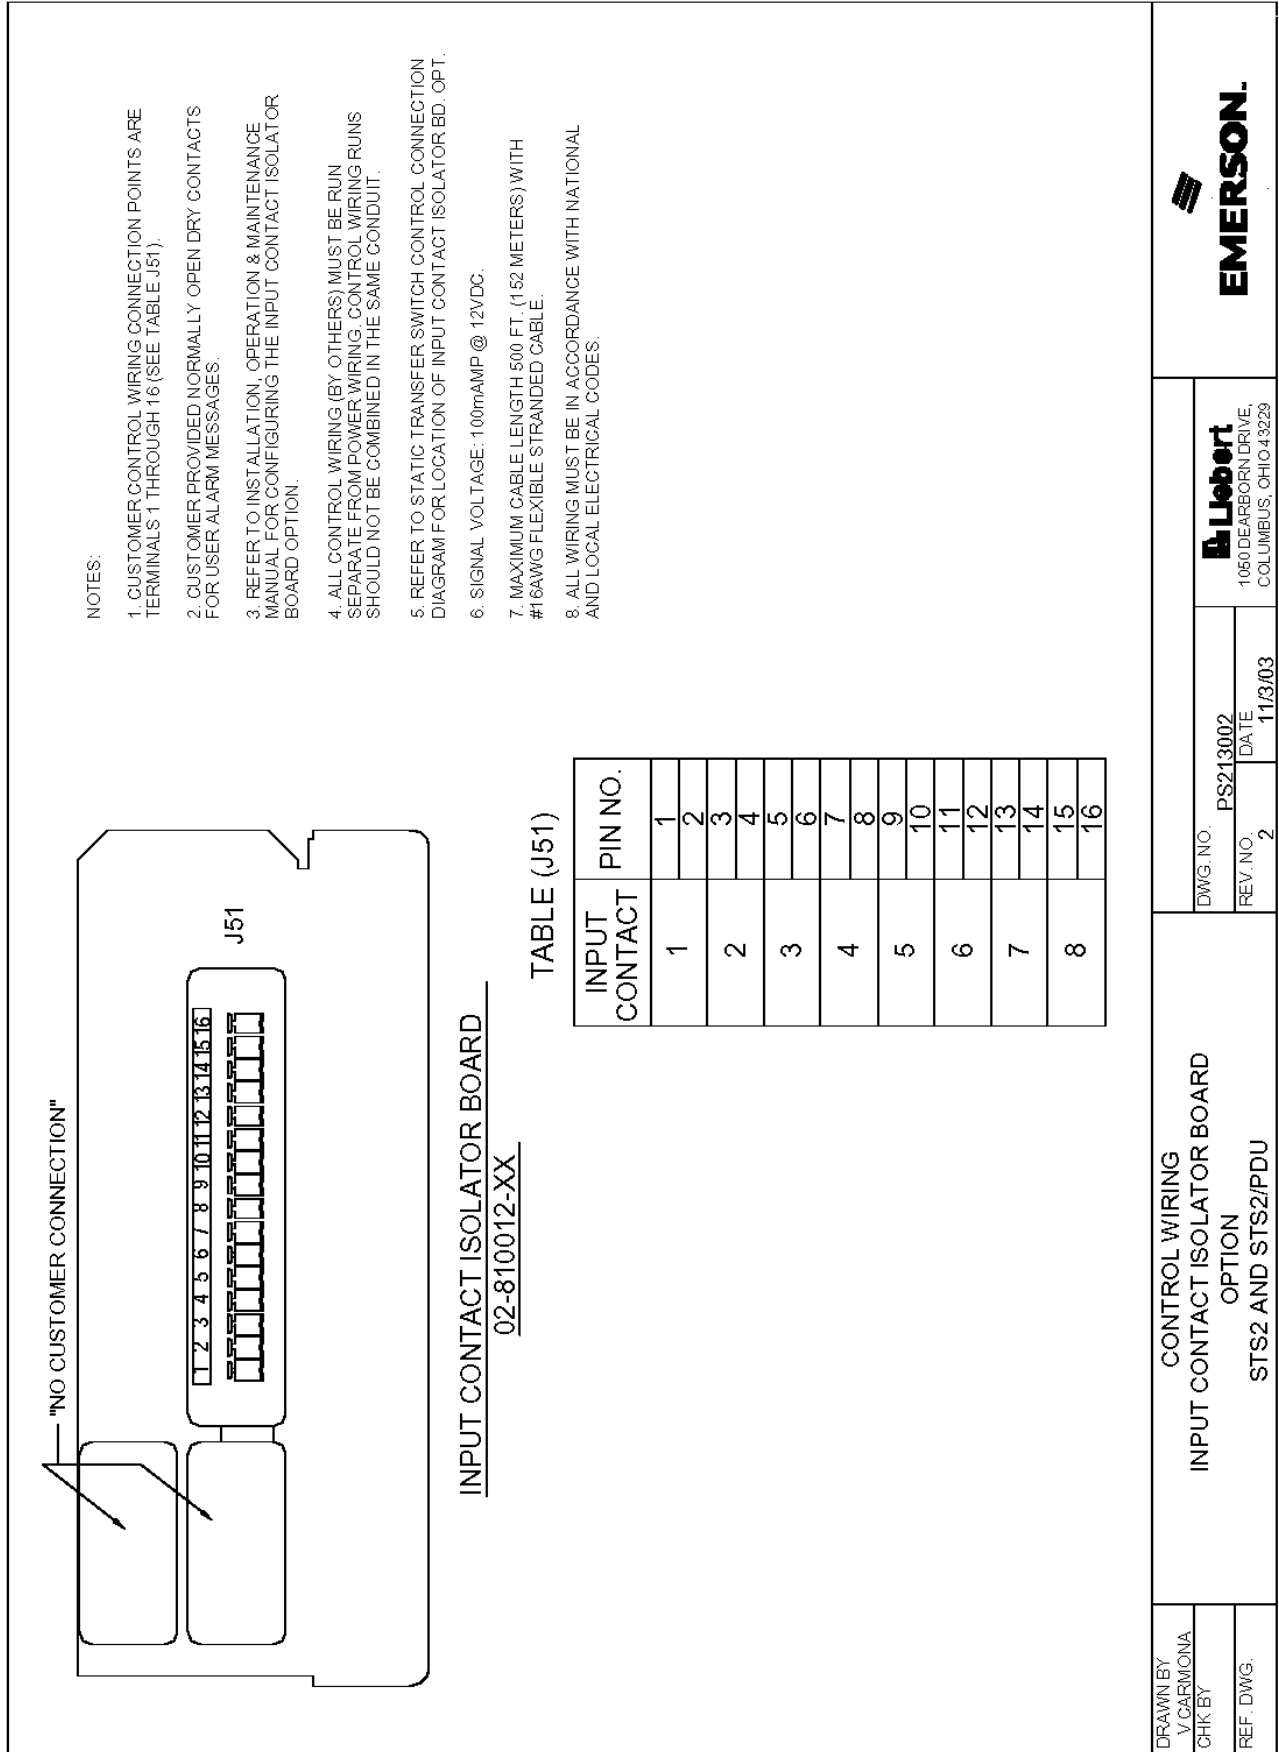 "NO CUSTOMER CONNECTION"
1 2 3 4 5 6 7 8 9 10 11 12 13 14 15 16
J51
INPUT CONTACT ISOLATOR BOARD
02-810012-XX
NOTES:
1. CUSTOMER CONTROL WIRING CONNECTION POINTS ARE
TERMINALS 1 THROUGH 16 (SEE TABLE J51).
2. CUSTOMER PROVIDED NORMALLY OPEN DRY CONTACTS
FOR USER ALARM MESSAGES.
3. REFER TO INSTALLATION, OPERATION & MAINTENANCE
MANUAL FOR CONFIGURING THE INPUT CONTACT ISOLATOR
BOARD OPTION.
4. ALL CONTROL WIRING (BY OTHERS) MUST BE RUN
SEPARATE FROM POWER WIRING. CONTROL WIRING RUNS
SHOULD NOT BE COMBINED IN THE SAME CONDUIT.
5. REFER TO STATIC TRANSFER SWITCH CONTROL CONNECTION
DIAGRAM FOR LOCATION OF INPUT CONTACT ISOLATOR BD. OPT.
6. SIGNAL VOLTAGE: 100mAMP @ 12VDC.
7. MAXIMUM CABLE LENGTH 500 FT. (152 METERS) WITH
#16AWG FLEXIBLE STRANDED CABLE.
8. ALL WIRING MUST BE IN ACCORDANCE WITH NATIONAL
AND LOCAL ELECTRICAL CODES.
TABLE (J51)
INPUT
CONTACT PIN NO.
1 1
2
2 3
4
3 5
6
4 7
8
5 9
10
6 11
12
7 13
14
8 15
16
DRAWN BY
V CARMONA
CHK BY
REF. DWG.
CONTROL WIRING
INPUT CONTACT ISOLATOR BOARD
OPTION
STS2 AND STS2/PDU
DWG. NO.
PS213002
REV. NO.
2
DATE
11/3/03
Liebert
1050 DEARBORN DRIVE,
COLUMBUS, OHIO 43229
EMERSON.